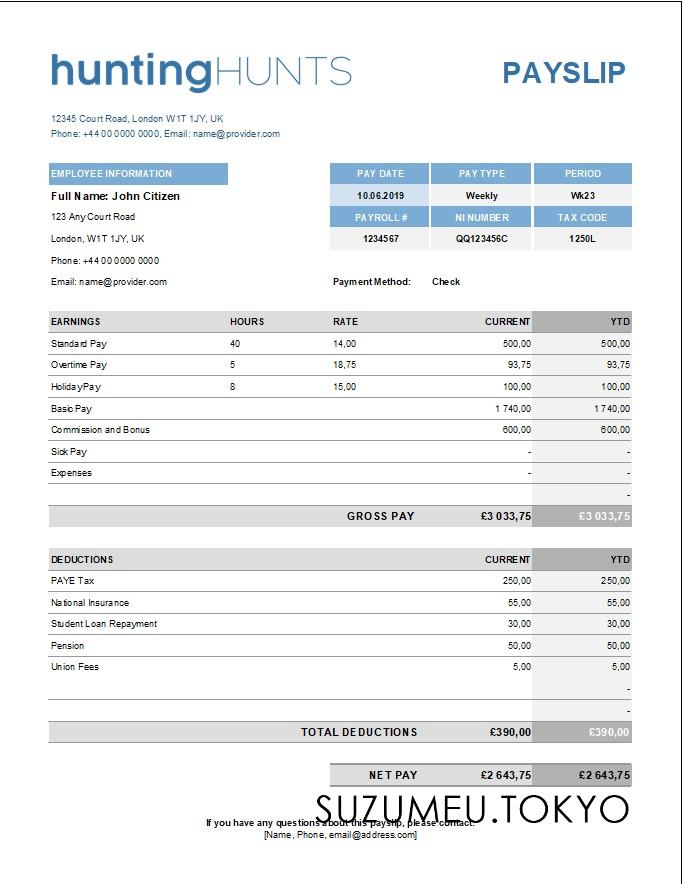 huntingHUNTS PAYSLIP
12345 Court Road, London W1T 1JY, UK
Phone: +44 00 0000 0000, Email: name@provider.com
EMPLOYEE INFORMATION PAY DATE PAY TYPE PERIOD
Full Name: John Citizen 10.06.2019 Weekly Wk23
123 Any Court Road PAYROLL # NI NUMBER TAX CODE
London, W1T 1JY, UK 1234567 QQ123456C 1250L
Phone: +44 00 0000 0000
Email: name@provider.com Payment Method: Check
EARNINGS HOURS RATE CURRENT YTD
Standard Pay 40 14,00 500,00 500,00
Overtime Pay 5 18,75 93,75 93,75
Holiday Pay 8 15,00 100,00 100,00
Basic Pay 1 740,00 1 740,00
Commission and Bonus 600,00 600,00
Sick Pay - -
Expenses - -
-
GROSS PAY £3 033,75 £3 033,75
DEDUCTIONS CURRENT YTD
PAYE Tax 250,00 250,00
National Insurance 55,00 55,00
Student Loan Repayment 30,00 30,00
Pension 50,00 50,00
Union Fees 5,00 5,00
-
-
TOTAL DEDUCTIONS £390,00 £390,00
NET PAY £2 643,75 £2 643,75
SUZUMEU.TOKYO
If you have any questions about this payslip, please contact:
[Name, Phone, email@address.com]